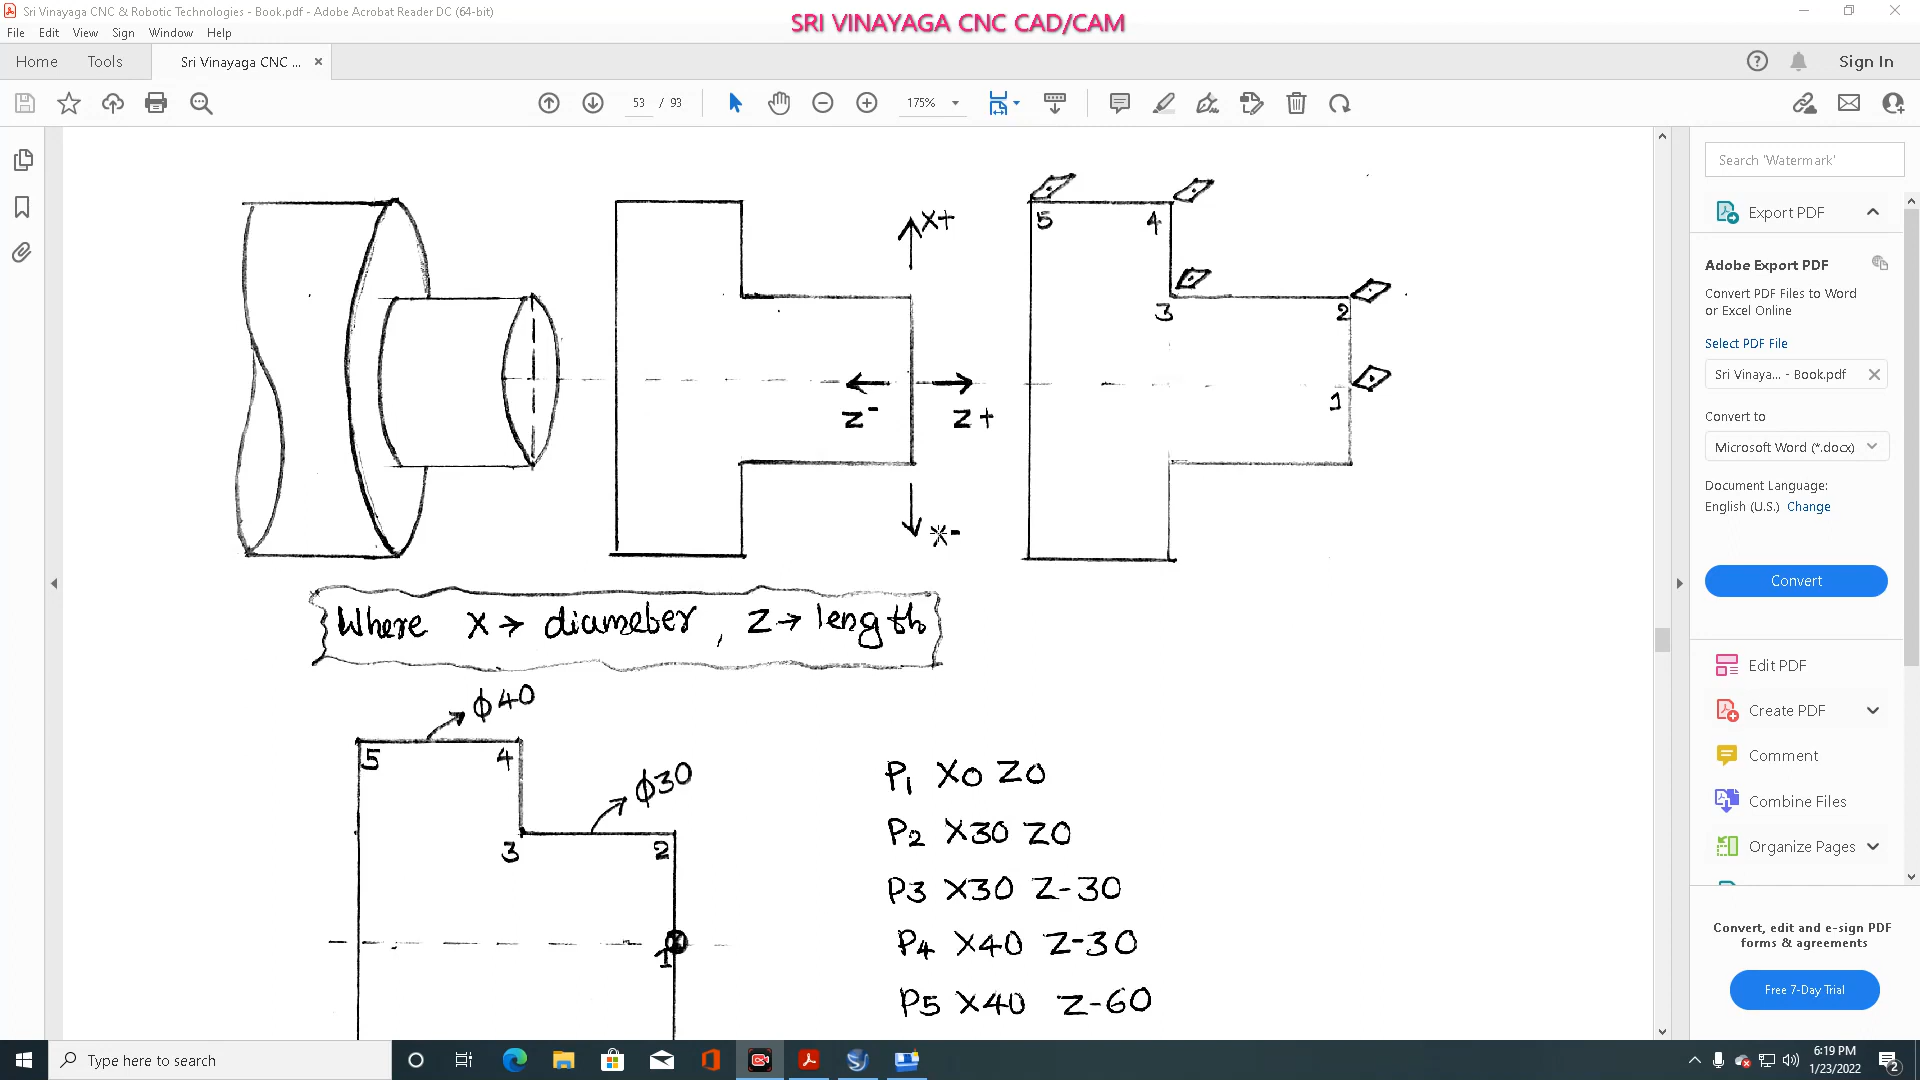 Sri Vinayaga CNC & Robotic Technologies - Book.pdf - Adobe Acrobat Reader DC (64-bit)
SRI VINAYAGA CNC CAD/CAM
File Edit View Sign Window Help
Home Tools Sri Vinayaga CNC ... Sign In
53 / 93 175%
Search 'Watermark'
Export PDF
Adobe Export PDF
Convert PDF Files to Word
or Excel Online
Select PDF File
Sri Vinaya... - Book.pdf
Convert to
Microsoft Word (*.docx)
Document Language:
English (U.S.) Change
Convert
Edit PDF
Create PDF
Comment
Combine Files
Organize Pages
Convert, edit and e-sign PDF
forms & agreements
Free 7-Day Trial
X+
Z- Z+
X-
5 4
3 2
1
Where X → diameter, Z → length
ϕ40
5 4
ϕ30
3 2
1
P1 X0 Z0
P2 X30 Z0
P3 X30 Z-30
P4 X40 Z-30
P5 X40 Z-60
Type here to search
6:19 PM
1/23/2022
2